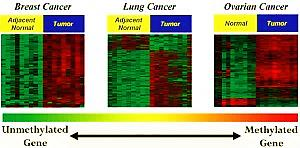 Breast Cancer
Adjacent Normal
Tumor
Lung Cancer
Adjacent Normal
Tumor
Ovarian Cancer
Normal
Tumor
Unmethylated Gene
Methylated Gene